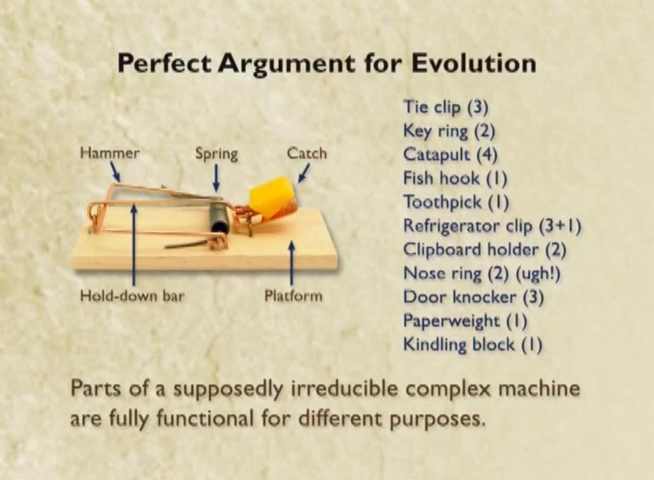 Perfect Argument for Evolution
Hammer
Spring
Catch
Hold-down bar
Platform
Tie clip (3)
Key ring (2)
Catapult (4)
Fish hook (1)
Toothpick (1)
Refrigerator clip (3+1)
Clipboard holder (2)
Nose ring (2) (ugh!)
Door knocker (3)
Paperweight (1)
Kindling block (1)
Parts of a supposedly irreducible complex machine
are fully functional for different purposes.